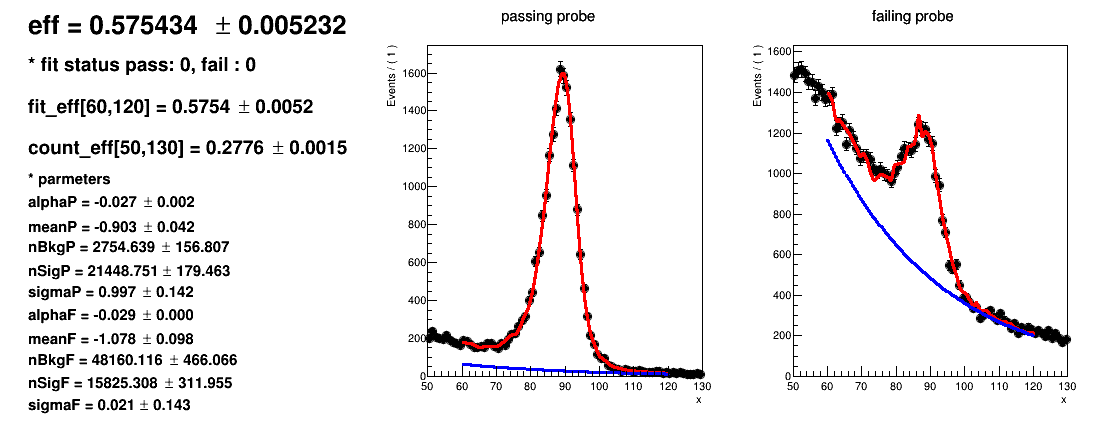 eff = 0.575434 ± 0.005232
* fit status pass: 0, fail : 0
fit_eff[60,120] = 0.5754 ± 0.0052
count_eff[50,130] = 0.2776 ± 0.0015
* parmeters
alphaP = -0.027 ± 0.002
meanP = -0.903 ± 0.042
nBkgP = 2754.639 ± 156.807
nSigP = 21448.751 ± 179.463
sigmaP = 0.997 ± 0.142
alphaF = -0.029 ± 0.000
meanF = -1.078 ± 0.098
nBkgF = 48160.116 ± 466.066
nSigF = 15825.308 ± 311.955
sigmaF = 0.021 ± 0.143
passing probe
Events / ( 1 )
1600
1400
1200
1000
800
600
400
200
0
50 60 70 80 90 100 110 120 130
x
failing probe
Events / ( 1 )
1600
1400
1200
1000
800
600
400
200
0
50 60 70 80 90 100 110 120 130
x